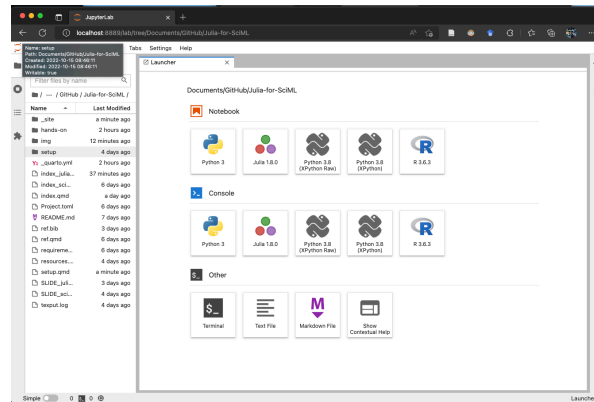 JupyterLab
localhost:8889/lab/tree/Documents/GitHub/Julia-for-SciML
Name: setup
Path: Documents/GitHub/Julia-for-SciML/setup
Created: 2022-10-15 08:46:11
Modified: 2022-10-15 08:46:11
Writable: true
Tabs Settings Help
Launcher
Filter files by name
/ ··· / GitHub / Julia-for-SciML /
Name Last Modified
_site a minute ago
hands-on 2 hours ago
img 12 minutes ago
setup 4 days ago
_quarto.yml 2 hours ago
index_julia... 37 minutes ago
index_sci... 6 days ago
index.qmd a day ago
Project.toml 6 days ago
README.md 7 days ago
ref.bib 3 days ago
ref.qmd 6 days ago
requireme... 6 days ago
resources.... 4 days ago
setup.qmd a minute ago
SLIDE_juli... 3 days ago
SLIDE_sci... 4 days ago
texput.log 4 days ago
Documents/GitHub/Julia-for-SciML
Notebook
Python 3
Julia 1.8.0
Python 3.8
(XPython Raw)
Python 3.8
(XPython)
R 3.6.3
Console
Python 3
Julia 1.8.0
Python 3.8
(XPython Raw)
Python 3.8
(XPython)
R 3.6.3
$_ Other
Terminal
Text File
Markdown File
Show
Contextual Help
Simple 0 0
Launcher